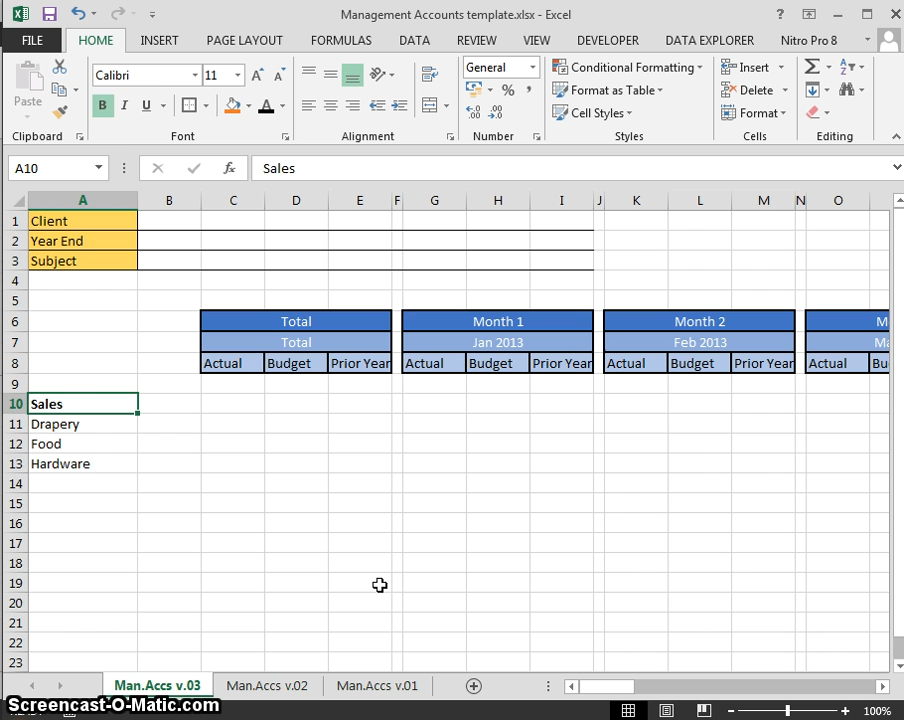 Management Accounts template.xlsx - Excel
FILE HOME INSERT PAGE LAYOUT FORMULAS DATA REVIEW VIEW DEVELOPER DATA EXPLORER Nitro Pro 8
Paste
Calibri 11
B I U
General
% ,
Conditional Formatting
Format as Table
Cell Styles
Insert
Delete
Format
Clipboard Font Alignment Number Styles Cells Editing
A10 fx Sales
A B C D E F G H I J K L M N O
1 Client
2 Year End
3 Subject
4
5
6 Total Month 1 Month 2 M
7 Total Jan 2013 Feb 2013 Ma
8 Actual Budget Prior Year Actual Budget Prior Year Actual Budget Prior Year Actual Bu
9
10 Sales
11 Drapery
12 Food
13 Hardware
14
15
16
17
18
19
20
21
22
23
Man.Accs v.03 Man.Accs v.02 Man.Accs v.01
Screencast-O-Matic.com
100%